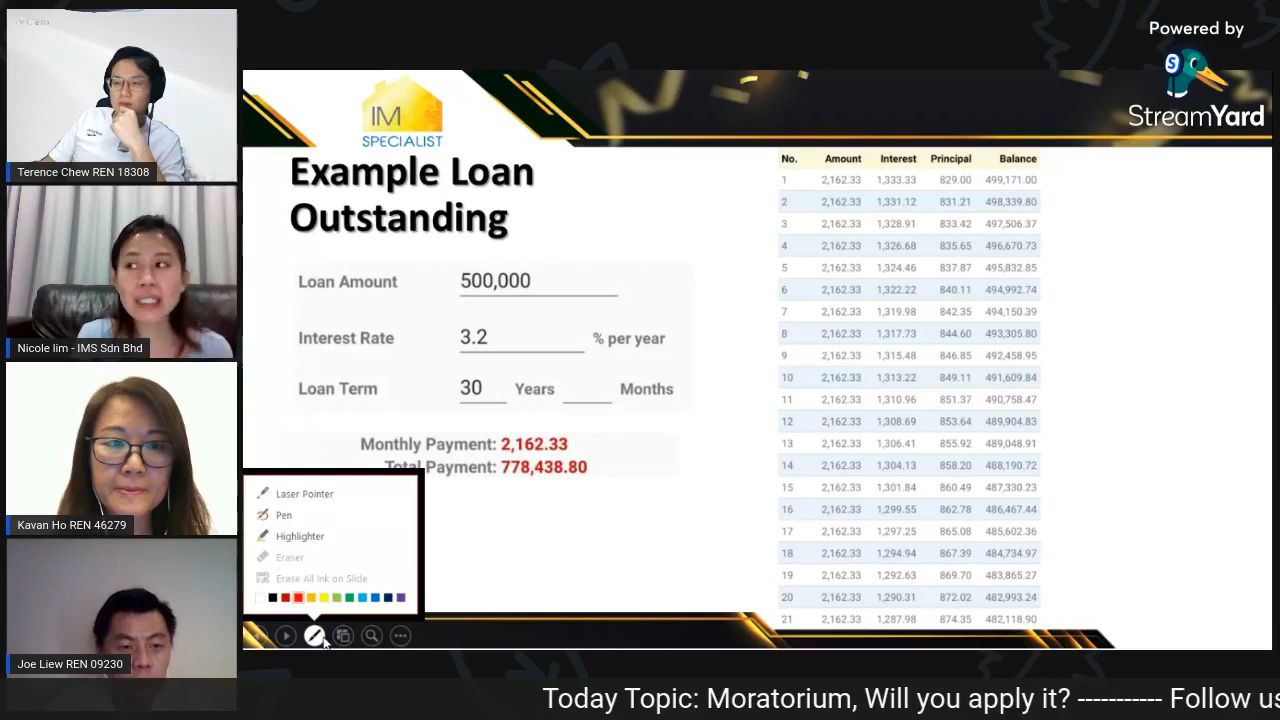 Terence Chew REN 18308
Nicole lim - IMS Sdn Bhd
Kavan Ho REN 46279
Joe Liew REN 09230
Powered by
StreamYard
IM
SPECIALIST
Example Loan
Outstanding
Loan Amount 500,000
Interest Rate 3.2 % per year
Loan Term 30 Years Months
Monthly Payment: 2,162.33
Total Payment: 778,438.80
Laser Pointer
Pen
Highlighter
Eraser
Erase All Ink on Slide
No. Amount Interest Principal Balance
1 2,162.33 1,333.33 829.00 499,171.00
2 2,162.33 1,331.12 831.21 498,339.80
3 2,162.33 1,328.91 833.42 497,506.37
4 2,162.33 1,326.68 835.65 496,670.73
5 2,162.33 1,324.46 837.87 495,832.85
6 2,162.33 1,322.22 840.11 494,992.74
7 2,162.33 1,319.98 842.35 494,150.39
8 2,162.33 1,317.73 844.60 493,305.80
9 2,162.33 1,315.48 846.85 492,458.95
10 2,162.33 1,313.22 849.11 491,609.84
11 2,162.33 1,310.96 851.37 490,758.47
12 2,162.33 1,308.69 853.64 489,904.83
13 2,162.33 1,306.41 855.92 489,048.91
14 2,162.33 1,304.13 858.20 488,190.72
15 2,162.33 1,301.84 860.49 487,330.23
16 2,162.33 1,299.55 862.78 486,467.44
17 2,162.33 1,297.25 865.08 485,602.36
18 2,162.33 1,294.94 867.39 484,734.97
19 2,162.33 1,292.63 869.70 483,865.27
20 2,162.33 1,290.31 872.02 482,993.24
21 2,162.33 1,287.98 874.35 482,118.90
Today Topic: Moratorium, Will you apply it? ----------- Follow us